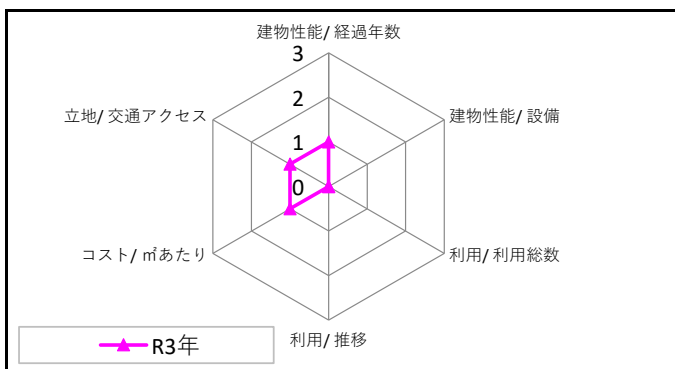 建物性能/ 経過年数
3
立地/ 交通アクセス
2
建物性能/ 設備
1
0
コスト/ ㎡あたり
利用/ 利用総数
利用/ 推移
R3年